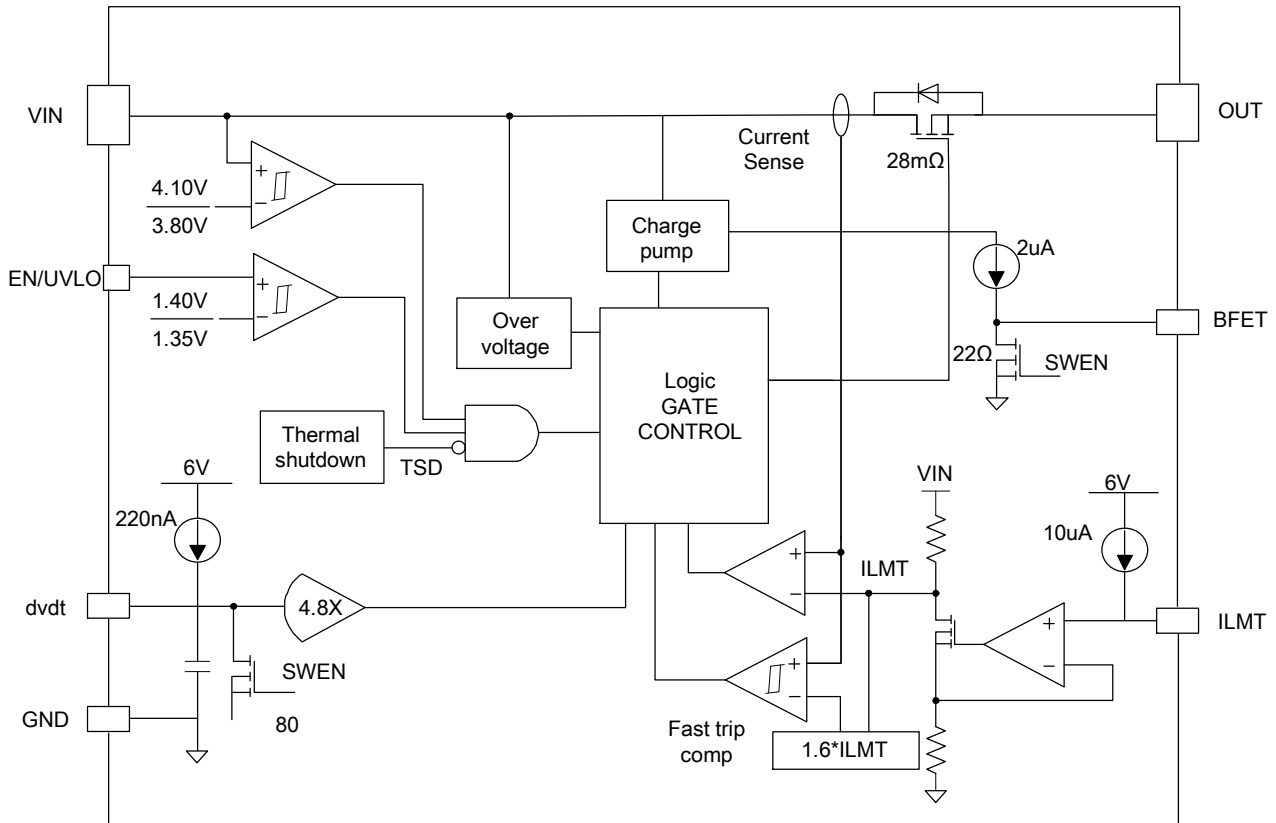 VIN
OUT
Current
Sense
28mΩ
4.10V
3.80V
Charge
pump
2uA
EN/UVLO
1.40V
1.35V
Over
voltage
BFET
22Ω
SWEN
Logic
GATE
CONTROL
Thermal
shutdown
TSD
6V
220nA
VIN
6V
10uA
ILMT
dvdt
4.8X
ILMT
SWEN
GND
80
Fast trip
comp
1.6*ILMT